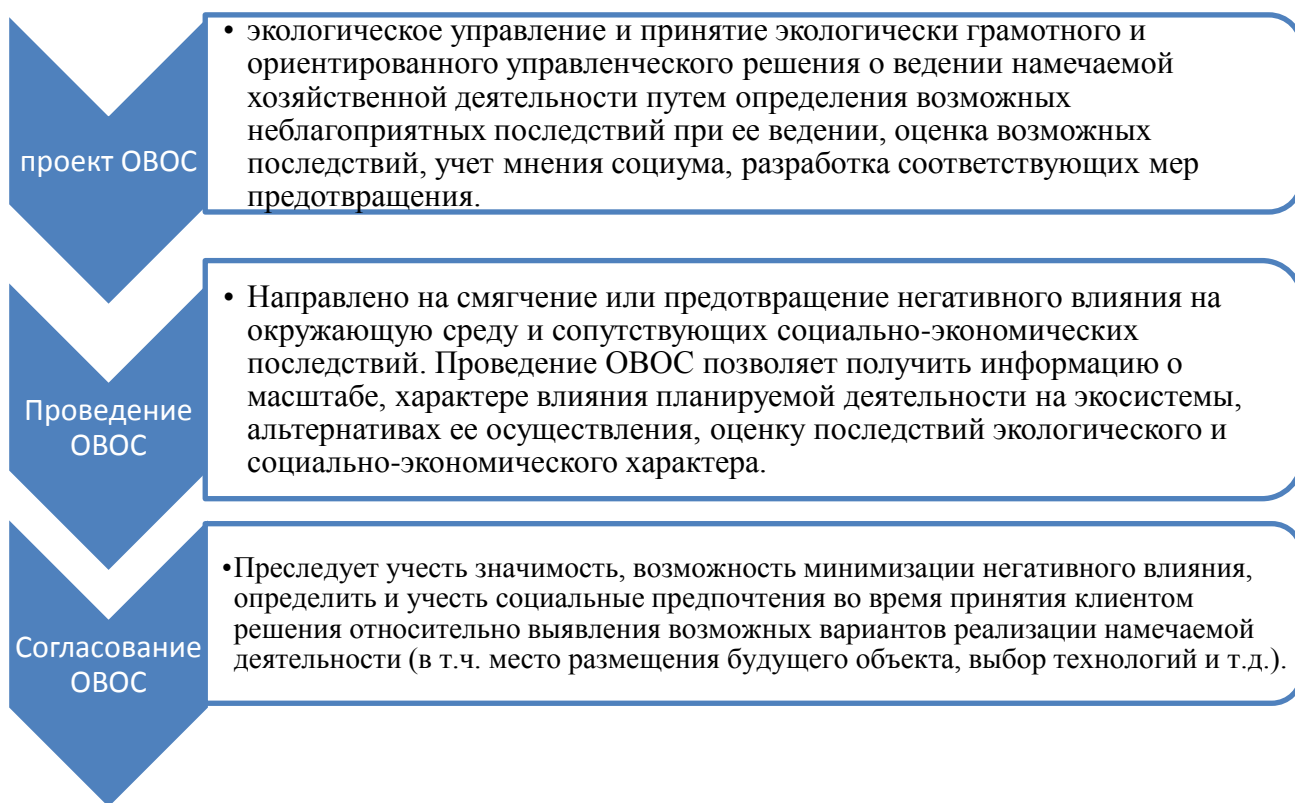 проект ОВОС
• экологическое управление и принятие экологически грамотного и
ориентированного управленческого решения о ведении намечаемой
хозяйственной деятельности путем определения возможных
неблагоприятных последствий при ее ведении, оценка возможных
последствий, учет мнения социума, разработка соответствующих мер
предотвращения.
Проведение
ОВОС
• Направлено на смягчение или предотвращение негативного влияния на
окружающую среду и сопутствующих социально-экономических
последствий. Проведение ОВОС позволяет получить информацию о
масштабе, характере влияния планируемой деятельности на экосистемы,
альтернативах ее осуществления, оценку последствий экологического и
социально-экономического характера.
Согласование
ОВОС
•Преследует учесть значимость, возможность минимизации негативного влияния,
определить и учесть социальные предпочтения во время принятия клиентом
решения относительно выявления возможных вариантов реализации намечаемой
деятельности (в т.ч. место размещения будущего объекта, выбор технологий и т.д.).